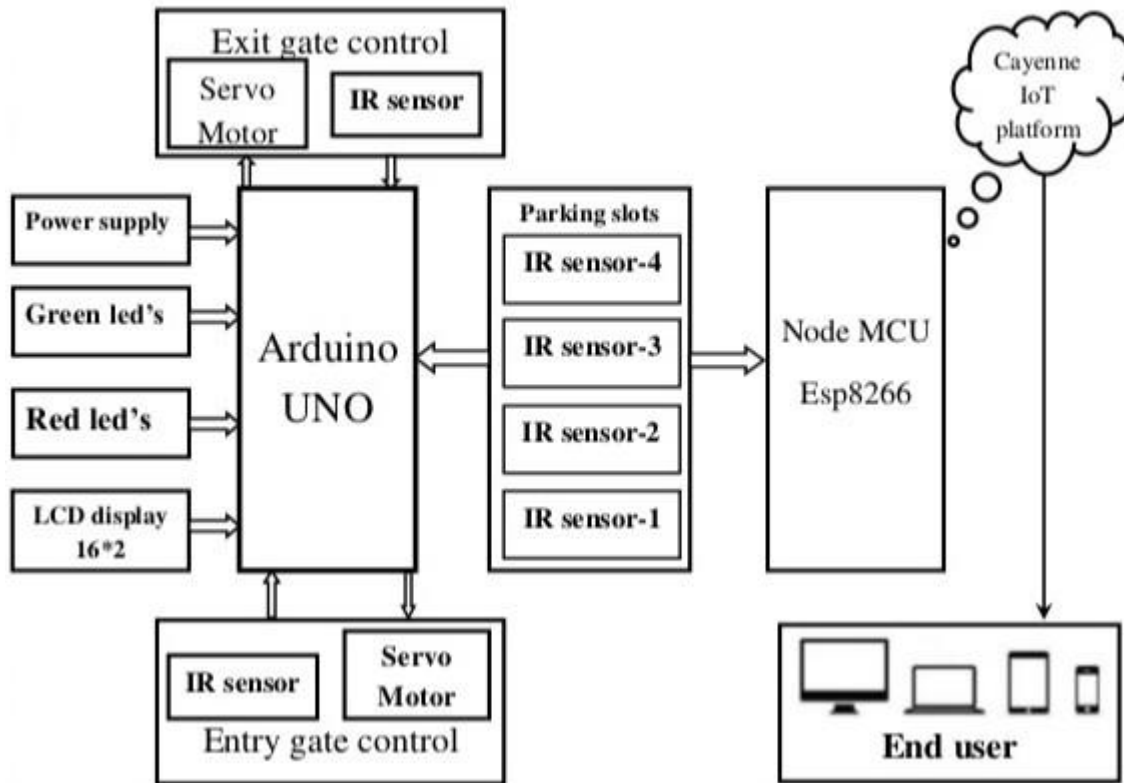 Exit gate control
Servo
Motor
IR sensor
Cayenne
IoT
platform
Power supply
Green led's
Red led's
LCD display
16*2
Arduino
UNO
Parking slots
IR sensor-4
IR sensor-3
IR sensor-2
IR sensor-1
Node MCU
Esp8266
IR sensor
Servo
Motor
Entry gate control
End user